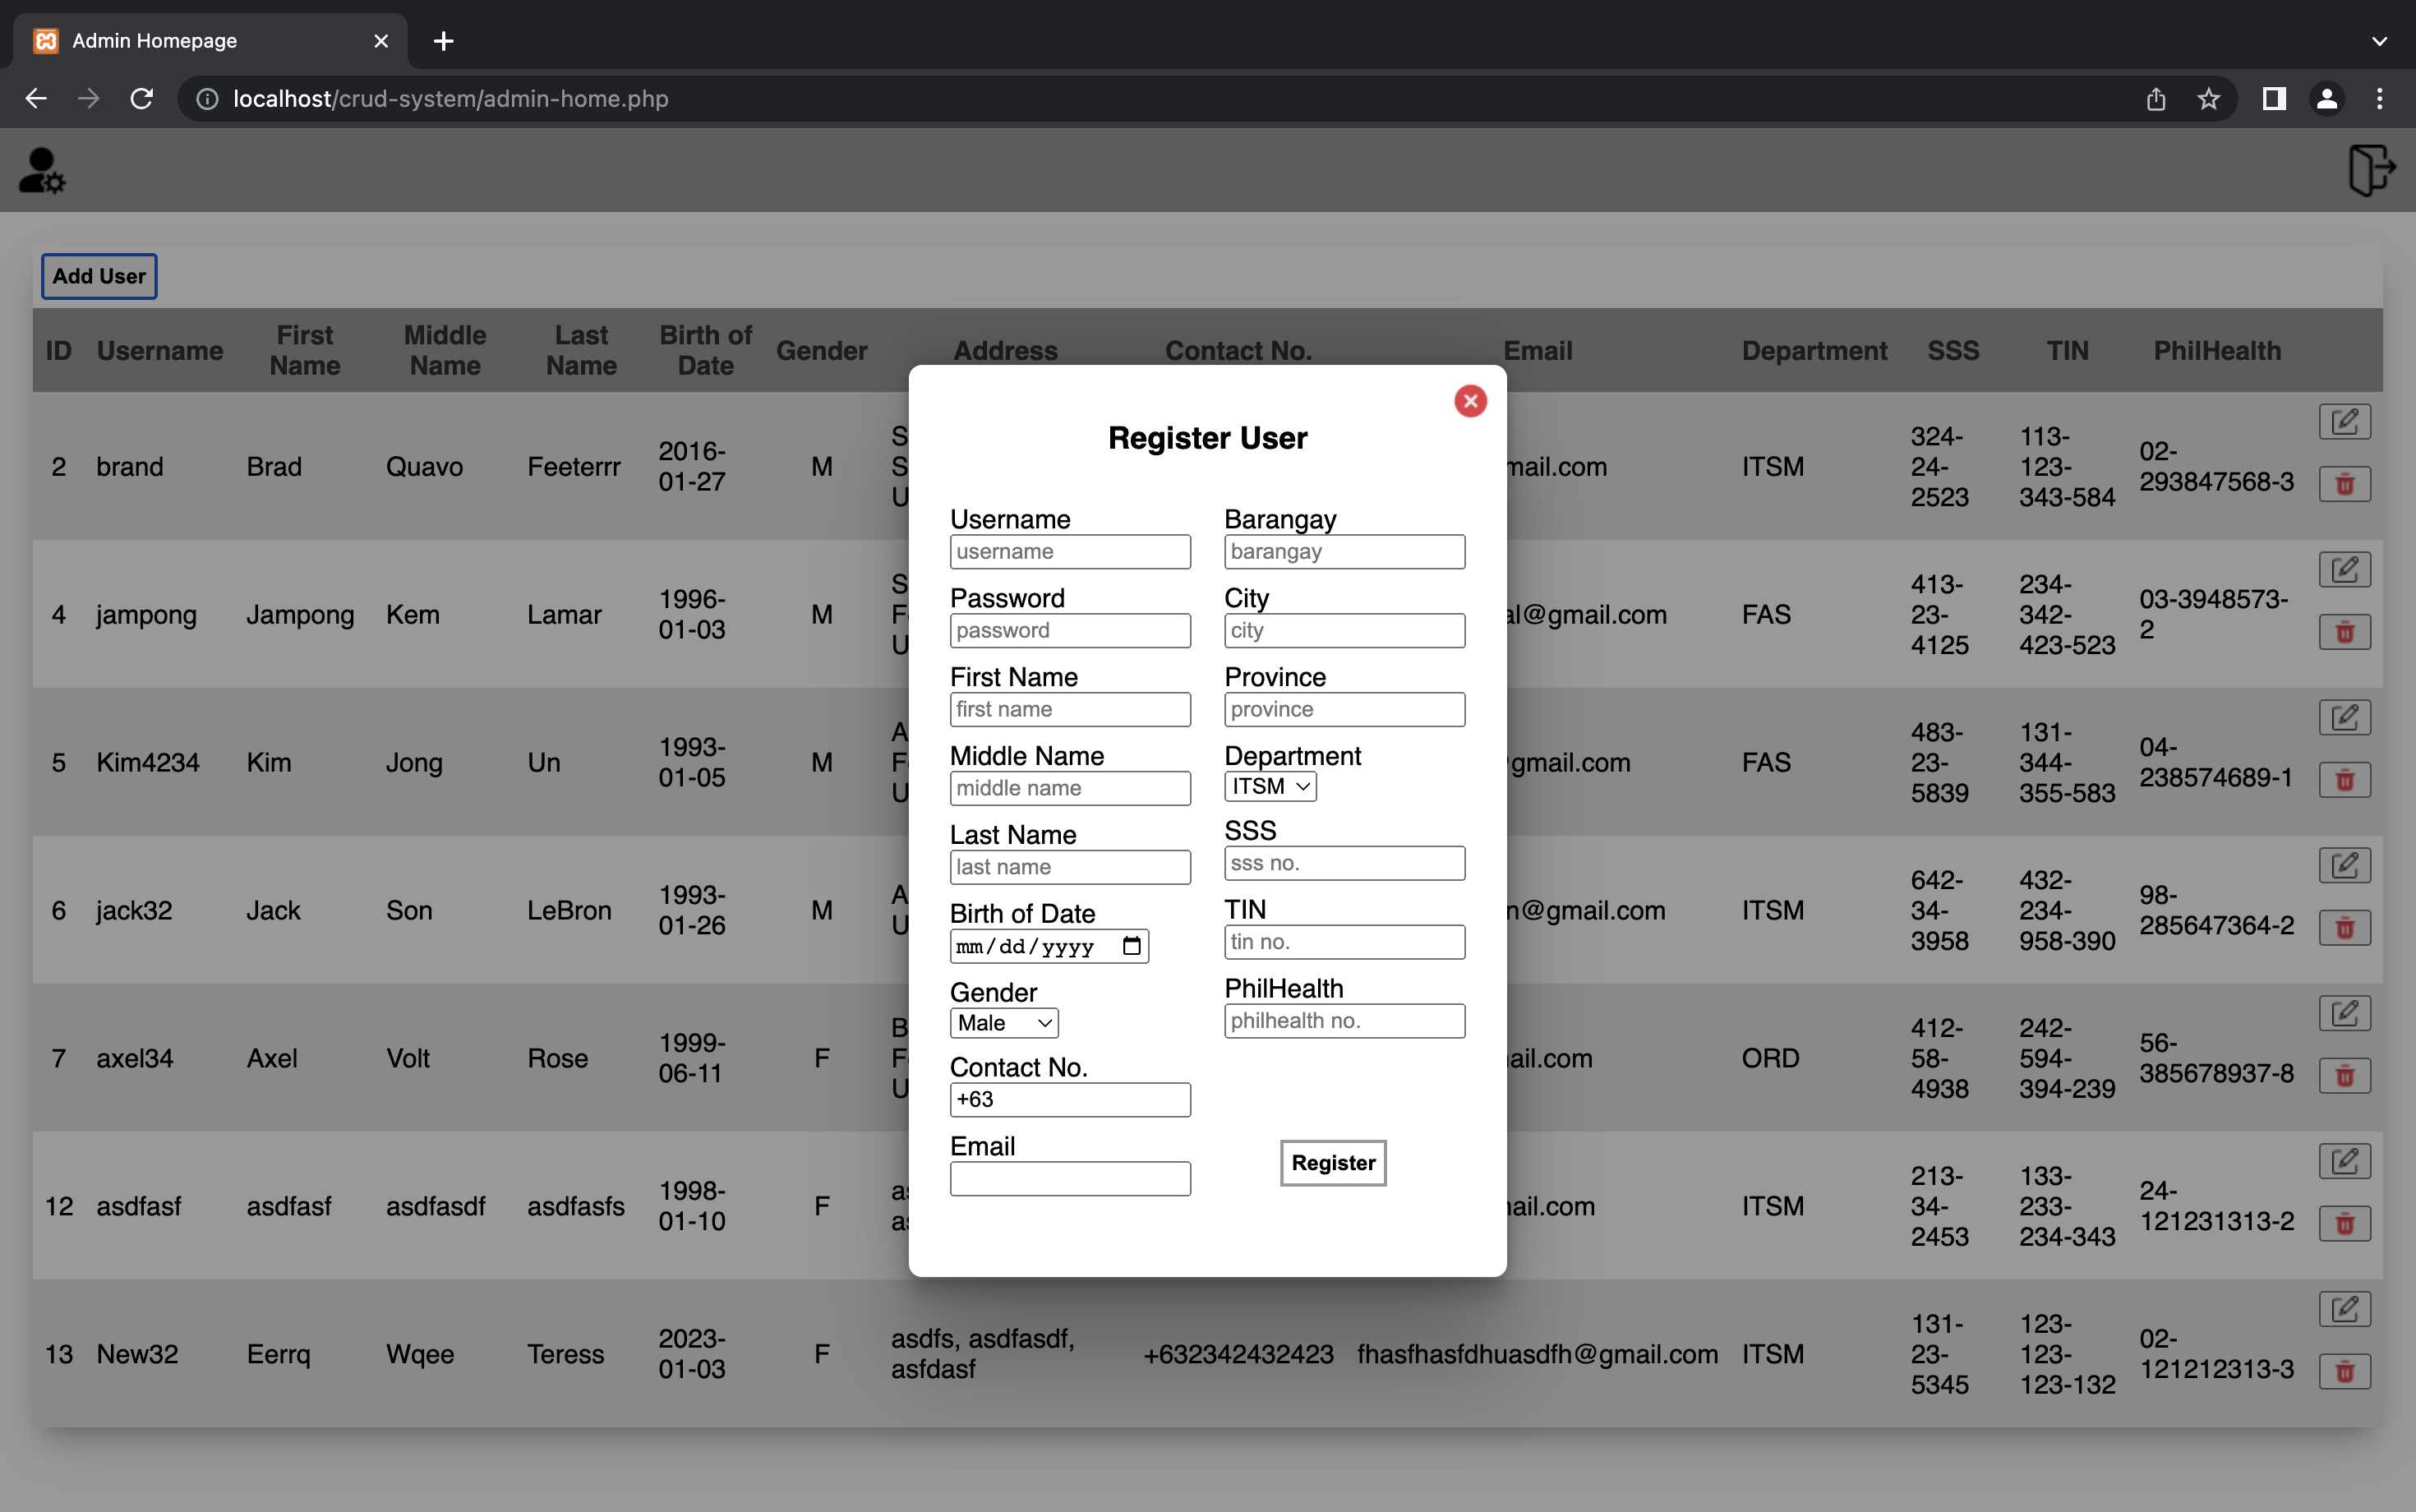 Admin Homepage
localhost/crud-system/admin-home.php
Add User
ID Username First Name Middle Name Last Name Birth of Date Gender Address Contact No. Email Department SSS TIN PhilHealth
2 brand Brad Quavo Feeterrr 2016-01-27 M mail.com ITSM 324-24-2523 113-123-343-584 02-293847568-3
4 jampong Jampong Kem Lamar 1996-01-03 M al@gmail.com FAS 413-23-4125 234-342-423-523 03-3948573-2
5 Kim4234 Kim Jong Un 1993-01-05 M gmail.com FAS 483-23-5839 131-344-355-583 04-238574689-1
6 jack32 Jack Son LeBron 1993-01-26 M n@gmail.com ITSM 642-34-3958 432-234-958-390 98-285647364-2
7 axel34 Axel Volt Rose 1999-06-11 F ail.com ORD 412-58-4938 242-594-394-239 56-385678937-8
12 asdfasf asdfasf asdfasdf asdfasfs 1998-01-10 F ail.com ITSM 213-34-2453 133-233-234-343 24-121231313-2
13 New32 Eerrq Wqee Teress 2023-01-03 F asdfs, asdfasdf, asfdasf +632342432423 fhasfhasfdhuasdfh@gmail.com ITSM 131-23-5345 123-123-123-132 02-121212313-3
Register User
Username
username
Password
password
First Name
first name
Middle Name
middle name
Last Name
last name
Birth of Date
mm/dd/yyyy
Gender
Male
Contact No.
+63
Email
Barangay
barangay
City
city
Province
province
Department
ITSM
SSS
sss no.
TIN
tin no.
PhilHealth
philhealth no.
Register